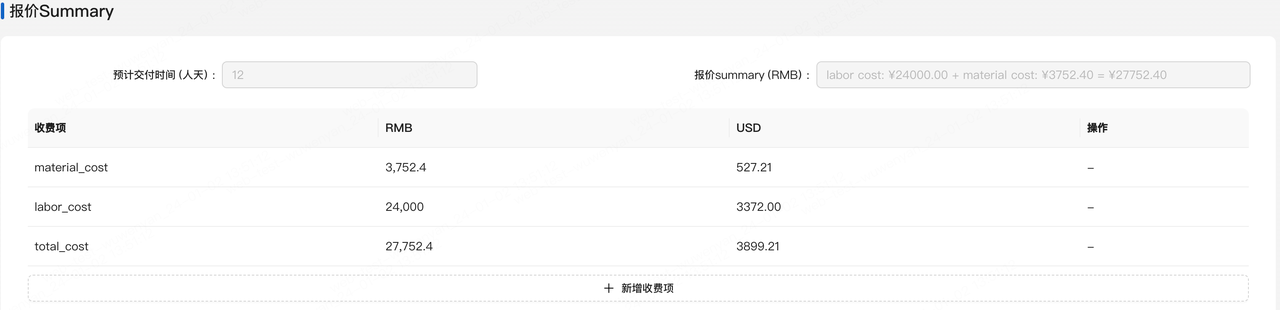 报价Summary
预计交付时间 (人天) : 12 报价summary (RMB) : labor cost: ¥24000.00 + material cost: ¥3752.40 = ¥27752.40
收费项 RMB USD 操作
material_cost 3,752.4 527.21 –
labor_cost 24,000 3372.00 –
total_cost 27,752.4 3899.21 –
+ 新增收费项